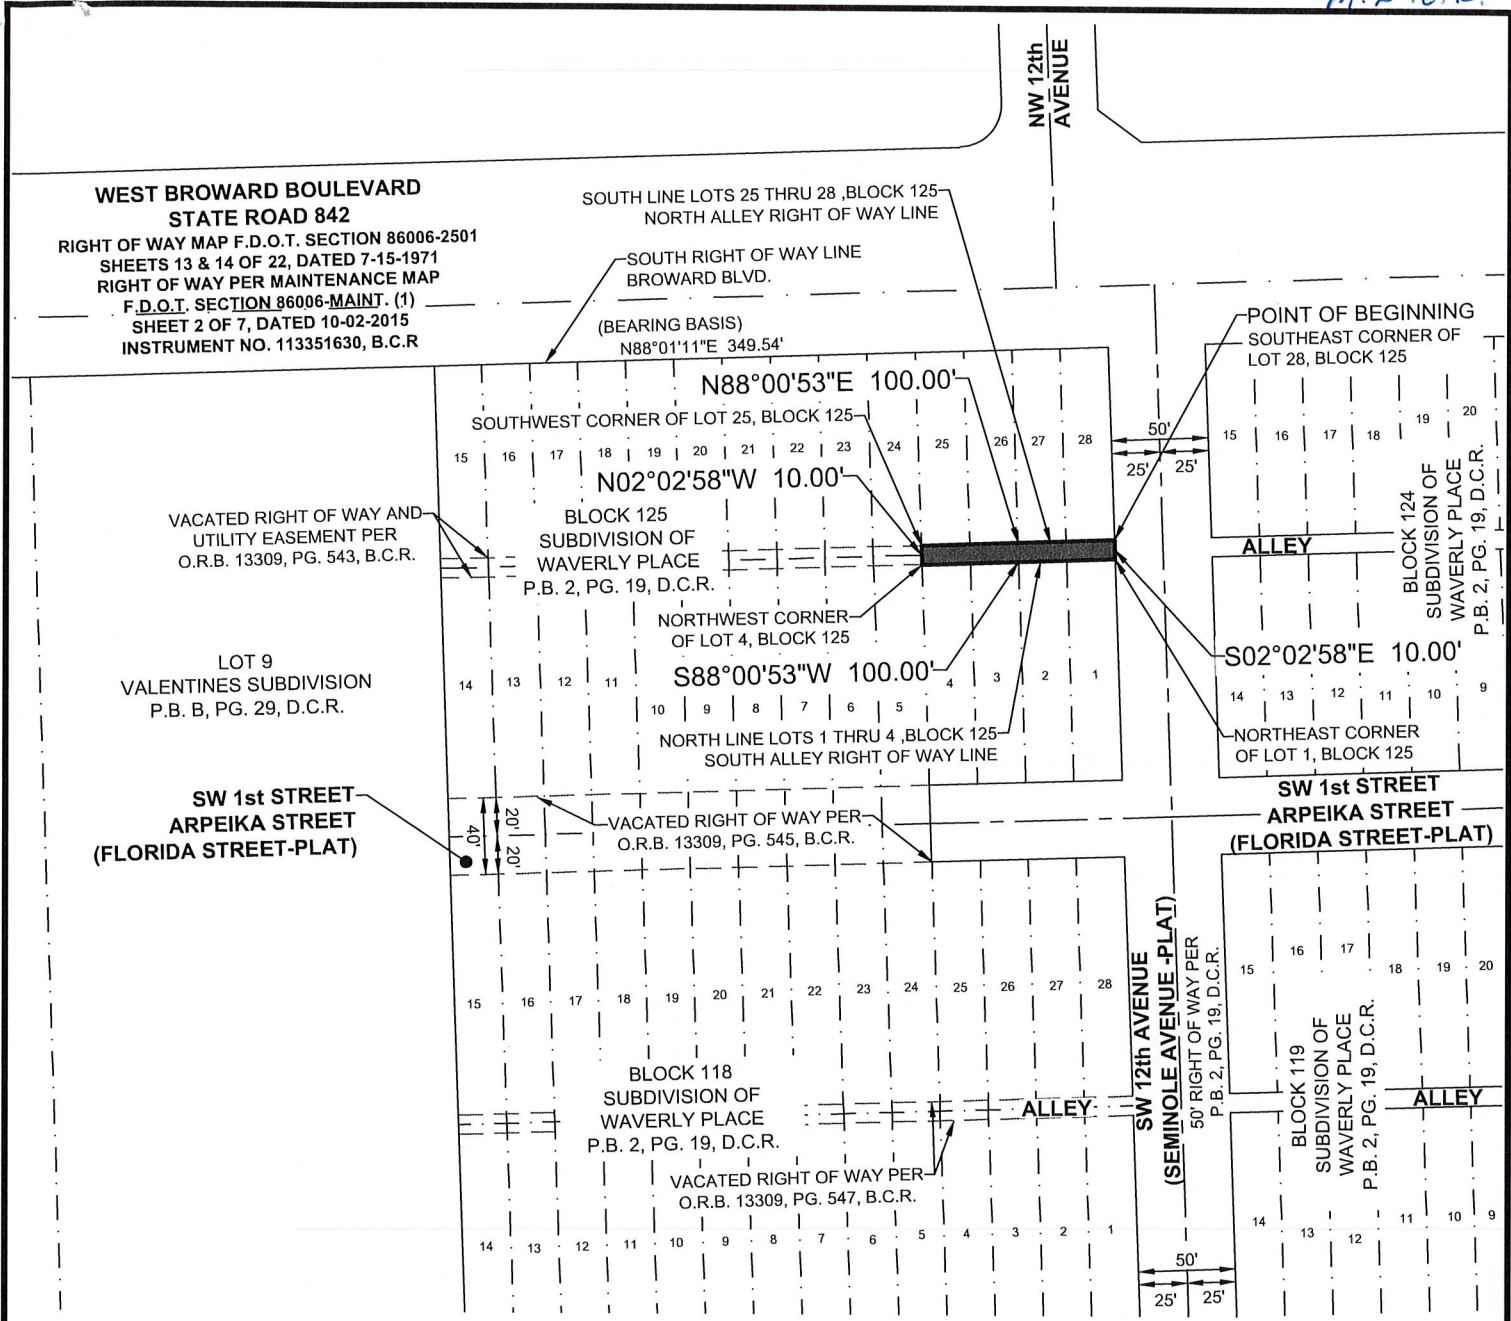 NW 12th
AVENUE
WEST BROWARD BOULEVARD
STATE ROAD 842
RIGHT OF WAY MAP F.D.O.T. SECTION 86006-2501
SHEETS 13 & 14 OF 22, DATED 7-15-1971
RIGHT OF WAY PER MAINTENANCE MAP
F.D.O.T. SECTION 86006-MAINT. (1)
SHEET 2 OF 7, DATED 10-02-2015
INSTRUMENT NO. 113351630, B.C.R
SOUTH LINE LOTS 25 THRU 28 ,BLOCK 125
NORTH ALLEY RIGHT OF WAY LINE
SOUTH RIGHT OF WAY LINE
BROWARD BLVD.
(BEARING BASIS)
N88°01'11"E 349.54'
POINT OF BEGINNING
SOUTHEAST CORNER OF
LOT 28, BLOCK 125
N88°00'53"E 100.00'
SOUTHWEST CORNER OF LOT 25, BLOCK 125
15 16 17 18 19 20 21 22 23 24 25 26 27 28
50'
25' 25'
15 16 17 18 19 20
N02°02'58"W 10.00'
VACATED RIGHT OF WAY AND
UTILITY EASEMENT PER
O.R.B. 13309, PG. 543, B.C.R.
BLOCK 125
SUBDIVISION OF
WAVERLY PLACE
P.B. 2, PG. 19, D.C.R.
ALLEY
BLOCK 124
SUBDIVISION OF
WAVERLY PLACE
P.B. 2, PG. 19, D.C.R.
NORTHWEST CORNER
OF LOT 4, BLOCK 125
S88°00'53"W 100.00'
S02°02'58"E 10.00'
LOT 9
VALENTINES SUBDIVISION
P.B. B, PG. 29, D.C.R.
14 13 12 11 10 9 8 7 6 5 4 3 2 1
14 13 12 11 10 9
NORTH LINE LOTS 1 THRU 4 ,BLOCK 125
SOUTH ALLEY RIGHT OF WAY LINE
NORTHEAST CORNER
OF LOT 1, BLOCK 125
SW 1st STREET
ARPEIKA STREET
(FLORIDA STREET-PLAT)
40'
20'
20'
VACATED RIGHT OF WAY PER
O.R.B. 13309, PG. 545, B.C.R.
SW 1st STREET
ARPEIKA STREET
(FLORIDA STREET-PLAT)
15 16 17 18 19 20 21 22 23 24 25 26 27 28
SW 12th AVENUE
(SEMINOLE AVENUE -PLAT)
50' RIGHT OF WAY PER
P.B. 2, PG. 19, D.C.R.
15 16 17 18 19 20
BLOCK 118
SUBDIVISION OF
WAVERLY PLACE
P.B. 2, PG. 19, D.C.R.
ALLEY
BLOCK 119
SUBDIVISION OF
WAVERLY PLACE
P.B. 2, PG. 19, D.C.R.
ALLEY
VACATED RIGHT OF WAY PER
O.R.B. 13309, PG. 547, B.C.R.
14 13 12 11 10 9 8 7 6 5 4 3 2 1
14 13 12 11 10 9
50'
25' 25'